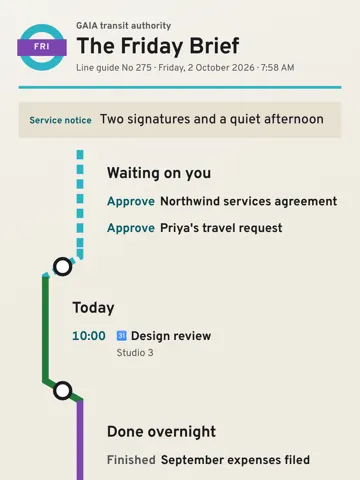 GAIA transit authority
FRI
The Friday Brief
Line guide No 275 · Friday, 2 October 2026 · 7:58 AM
Service notice Two signatures and a quiet afternoon
Waiting on you
Approve Northwind services agreement
Approve Priya's travel request
Today
10:00 31 Design review
Studio 3
Done overnight
Finished September expenses filed